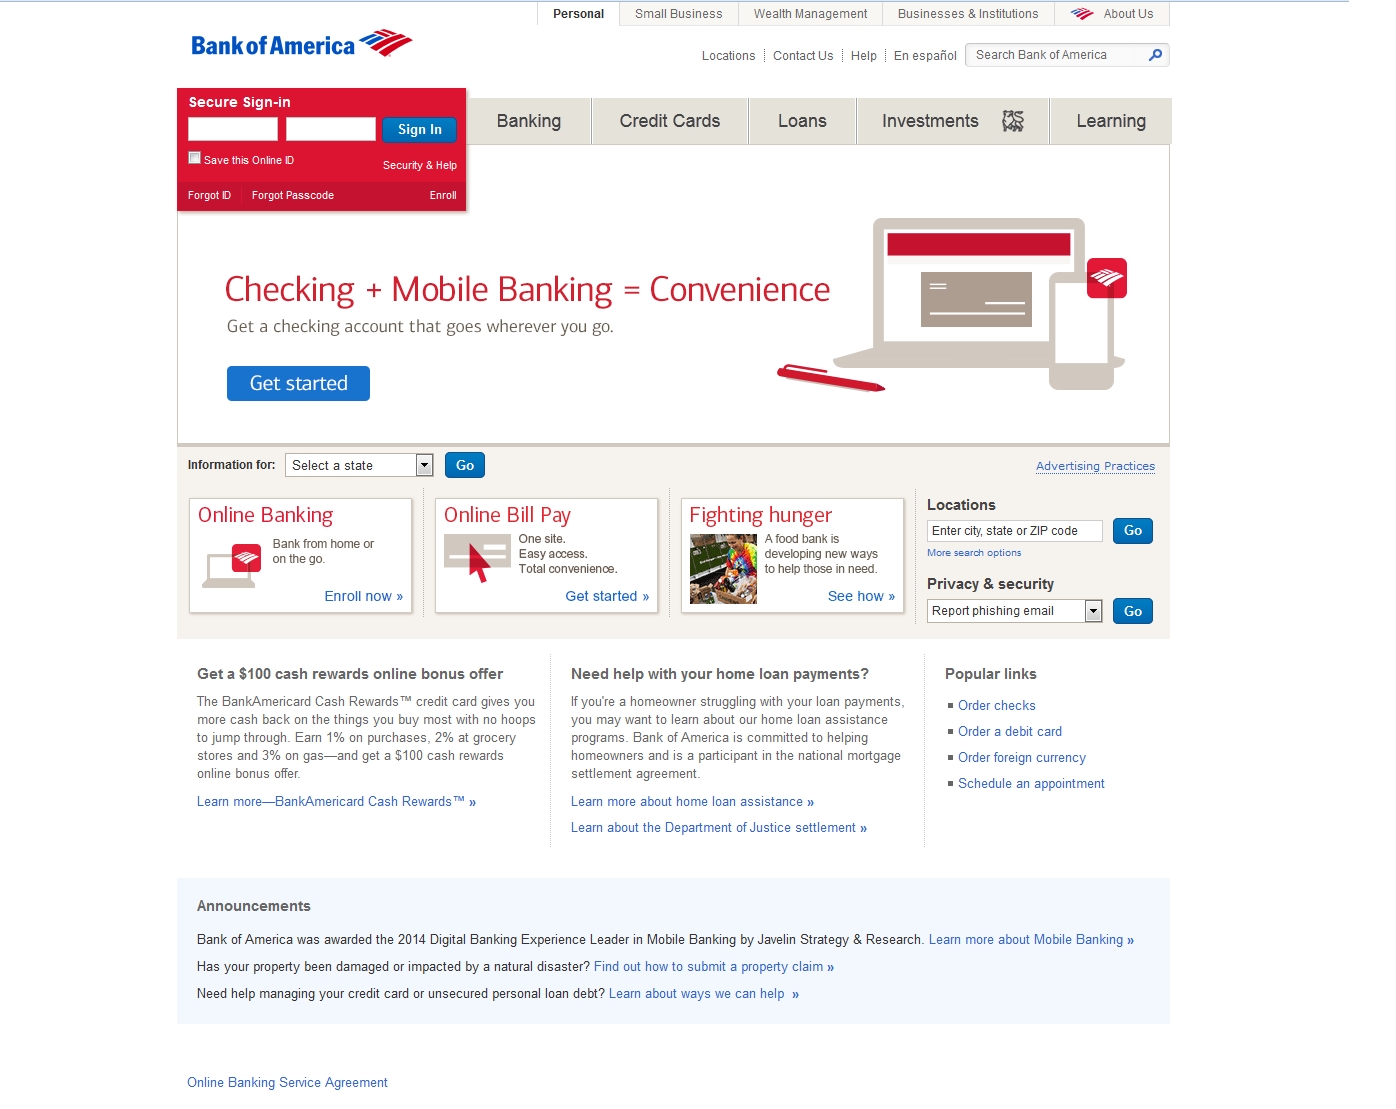 Personal
Small Business
Wealth Management
Businesses & Institutions
About Us
Bank of America
Locations
Contact Us
Help
En español
Search Bank of America
Secure Sign-in
Sign In
Save this Online ID
Security & Help
Forgot ID
Forgot Passcode
Enroll
Banking
Credit Cards
Loans
Investments
Learning
Checking + Mobile Banking = Convenience
Get a checking account that goes wherever you go.
Get started
Information for:
Select a state
Go
Advertising Practices
Online Banking
Bank from home or
on the go.
Enroll now »
Online Bill Pay
One site.
Easy access.
Total convenience.
Get started »
Fighting hunger
A food bank is
developing new ways
to help those in need.
See how »
Locations
Enter city, state or ZIP code
Go
More search options
Privacy & security
Report phishing email
Go
Get a $100 cash rewards online bonus offer
The BankAmericard Cash Rewards™ credit card gives you
more cash back on the things you buy most with no hoops
to jump through. Earn 1% on purchases, 2% at grocery
stores and 3% on gas—and get a $100 cash rewards
online bonus offer.
Learn more—BankAmericard Cash Rewards™ »
Need help with your home loan payments?
If you're a homeowner struggling with your loan payments,
you may want to learn about our home loan assistance
programs. Bank of America is committed to helping
homeowners and is a participant in the national mortgage
settlement agreement.
Learn more about home loan assistance »
Learn about the Department of Justice settlement »
Popular links
Order checks
Order a debit card
Order foreign currency
Schedule an appointment
Announcements
Bank of America was awarded the 2014 Digital Banking Experience Leader in Mobile Banking by Javelin Strategy & Research. Learn more about Mobile Banking »
Has your property been damaged or impacted by a natural disaster? Find out how to submit a property claim »
Need help managing your credit card or unsecured personal loan debt? Learn about ways we can help »
Online Banking Service Agreement